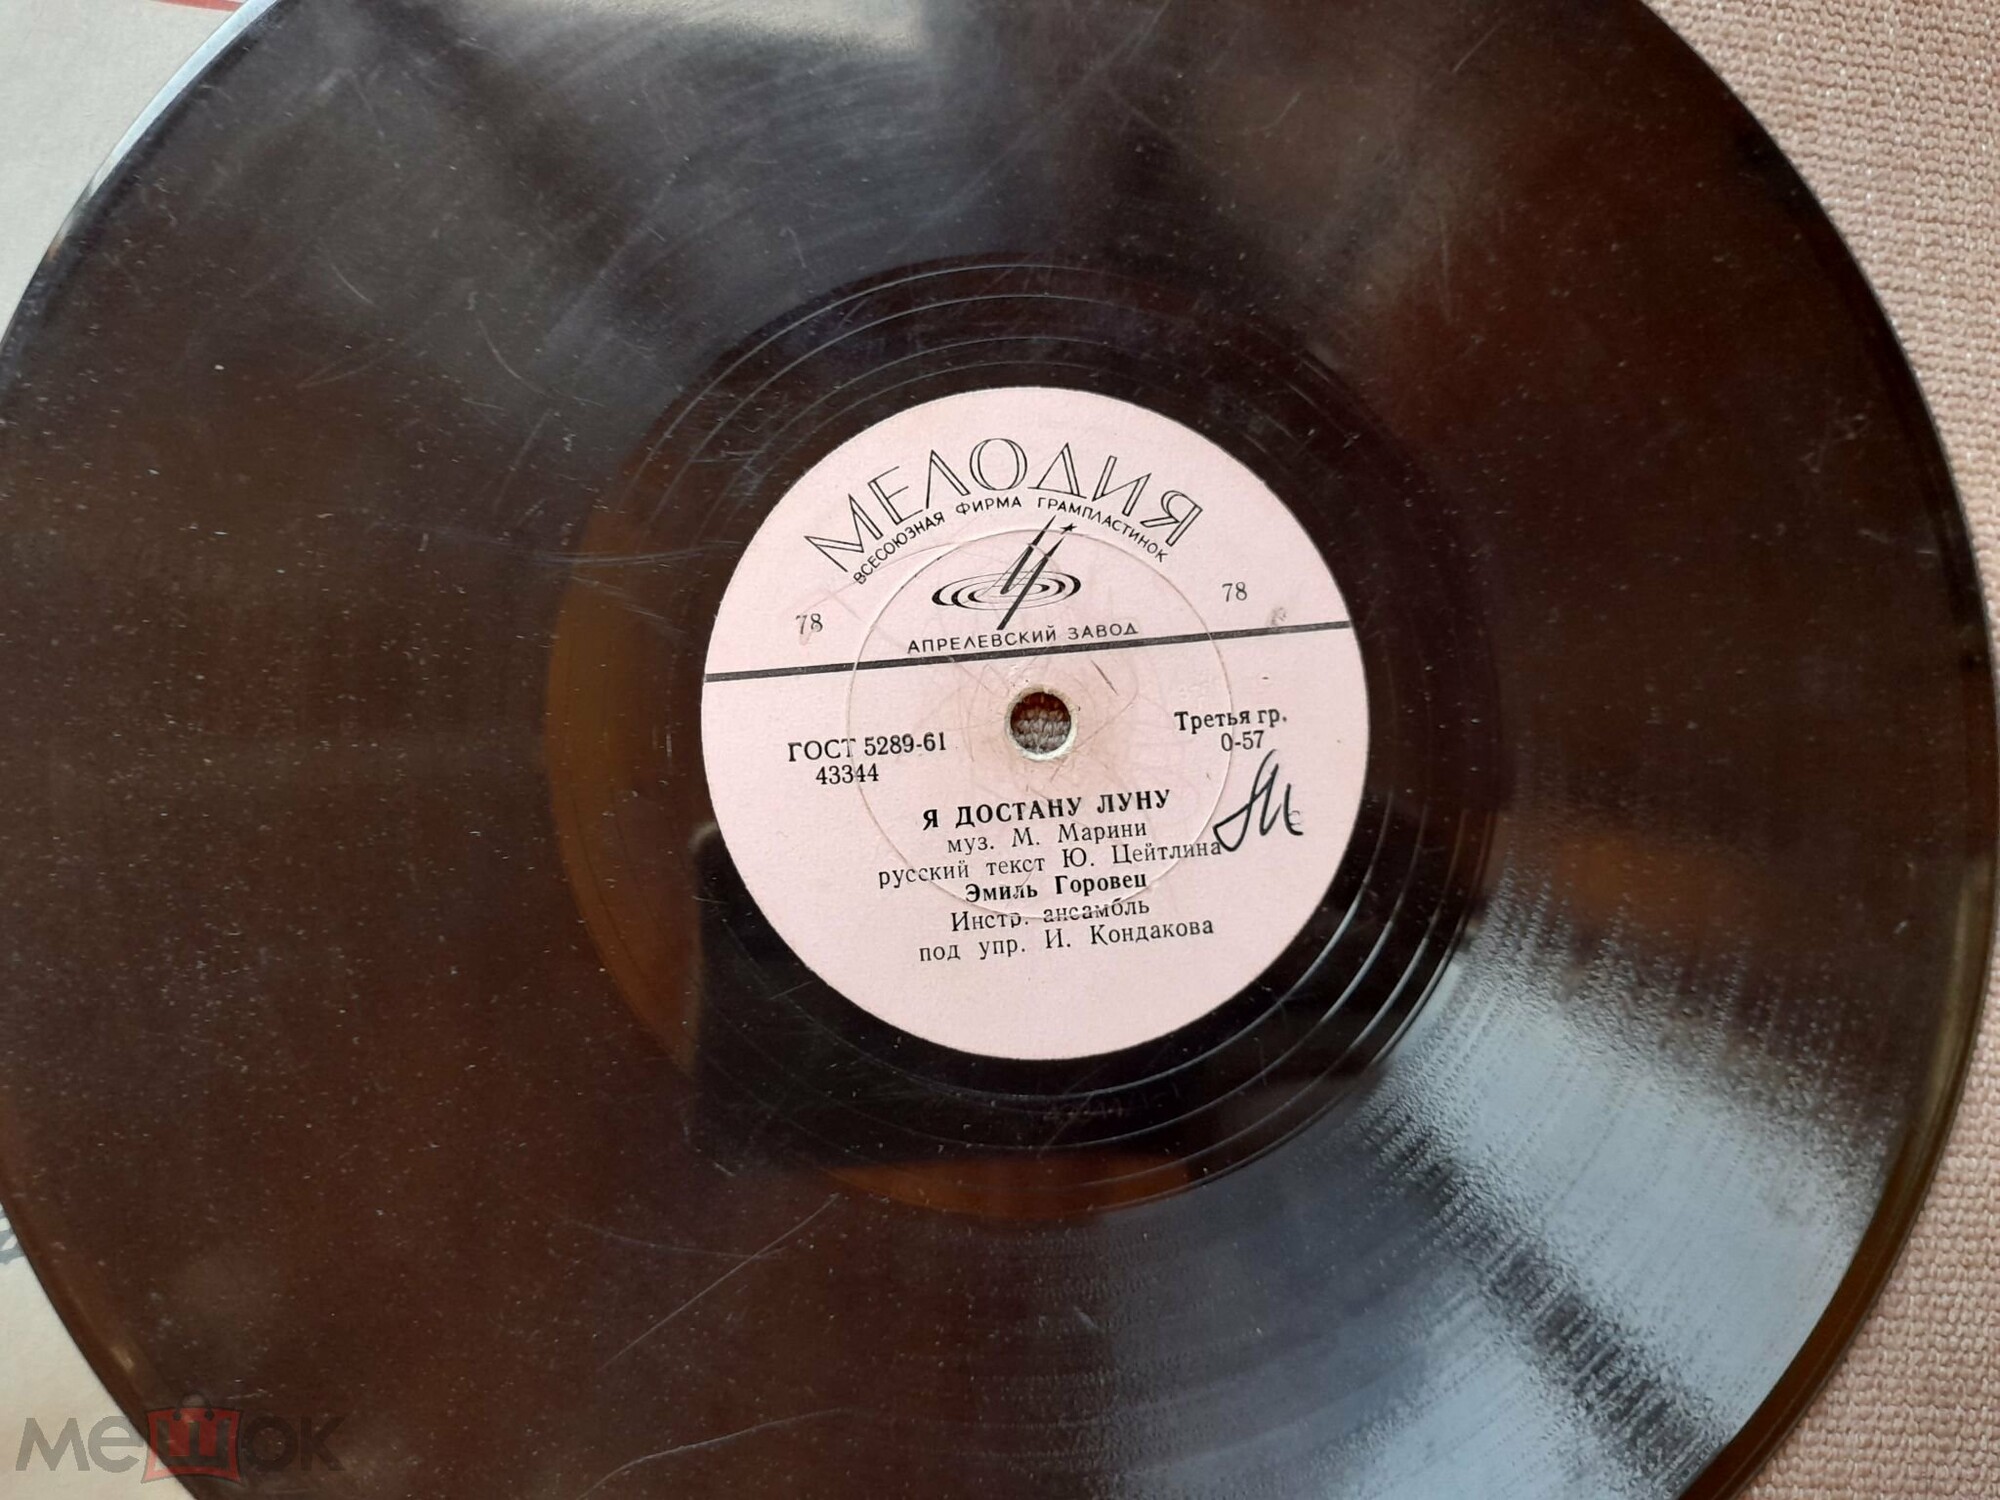 МЕЛОДИЯ
ВСЕСОЮЗНАЯ ФИРМА ГРАМПЛАСТИНОК
78 78
АПРЕЛЕВСКИЙ ЗАВОД
ГОСТ 5289-61
43344
Третья гр.
0-57
Я ДОСТАНУ ЛУНУ
муз. М. Марини
русский текст Ю. Цейтлина
Эмиль Горовец
Инстр. ансамбль
под упр. И. Кондакова
мешок